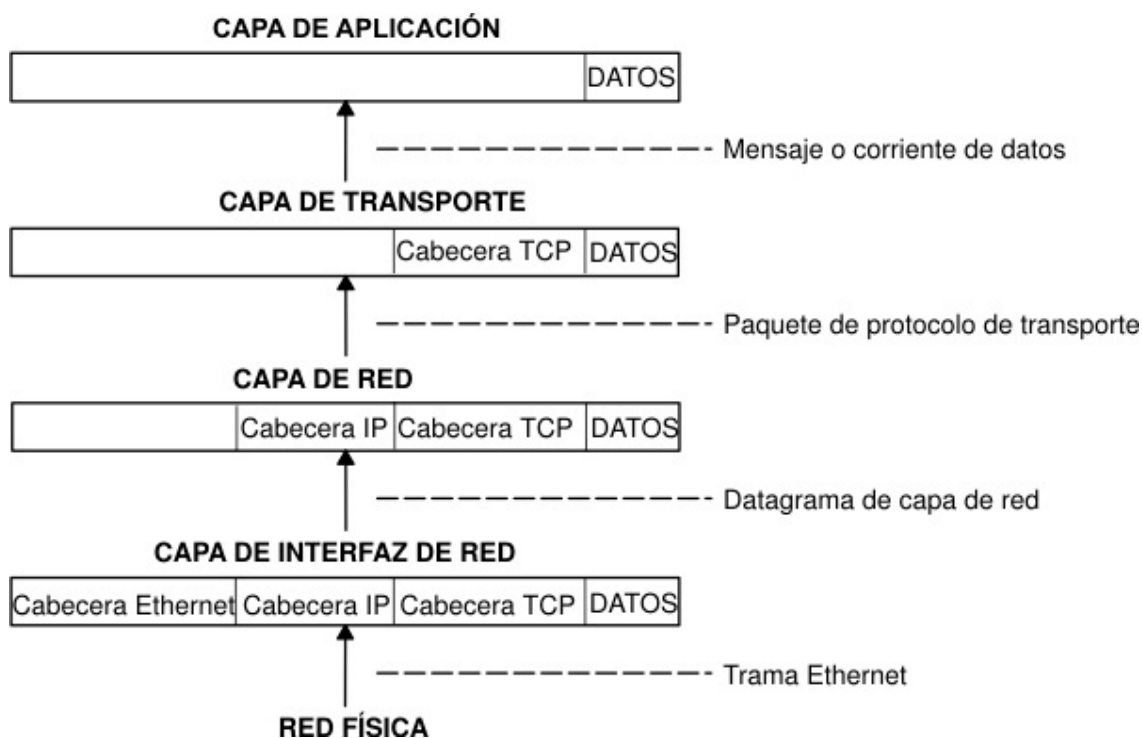 CAPA DE APLICACIÓN
DATOS
Mensaje o corriente de datos
CAPA DE TRANSPORTE
Cabecera TCP DATOS
Paquete de protocolo de transporte
CAPA DE RED
Cabecera IP Cabecera TCP DATOS
Datagrama de capa de red
CAPA DE INTERFAZ DE RED
Cabecera Ethernet Cabecera IP Cabecera TCP DATOS
Trama Ethernet
RED FÍSICA